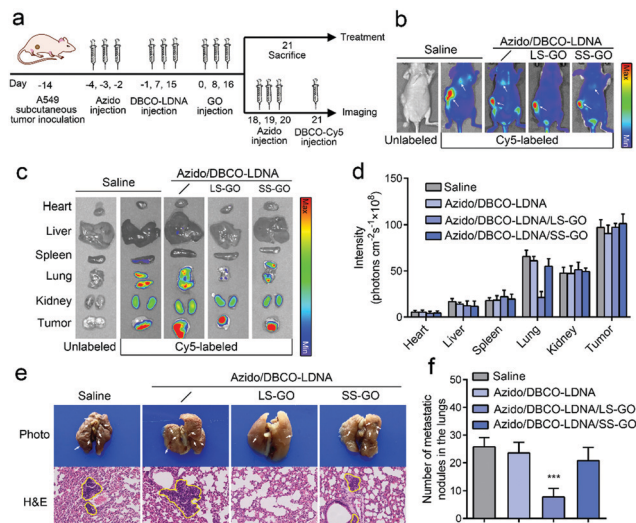 a
21
Sacrifice
Treatment
Day
-14
-4, -3, -2
-1, 7, 15
0, 8, 16
A549
subcutaneous
tumor inoculation
Azido
injection
DBCO-LDNA
injection
GO
injection
18, 19, 20
Azido
injection
21
DBCO-Cy5
injection
Imaging
b
Saline
Azido/DBCO-LDNA
/
LS-GO
SS-GO
Unlabeled
Cy5-labeled
Max
Min
c
Saline
Azido/DBCO-LDNA
/
LS-GO
SS-GO
Heart
Liver
Spleen
Lung
Kidney
Tumor
Unlabeled
Cy5-labeled
Max
Min
d
Saline
Azido/DBCO-LDNA
Azido/DBCO-LDNA/LS-GO
Azido/DBCO-LDNA/SS-GO
Intensity
(photons cm⁻²s⁻¹×10⁶)
150
100
50
0
Heart
Liver
Spleen
Lung
Kidney
Tumor
e
Saline
Azido/DBCO-LDNA
/
LS-GO
SS-GO
Photo
H&E
f
Saline
Azido/DBCO-LDNA
Azido/DBCO-LDNA/LS-GO
Azido/DBCO-LDNA/SS-GO
Number of metastatic
nodules in the lungs
50
40
30
20
10
0
***